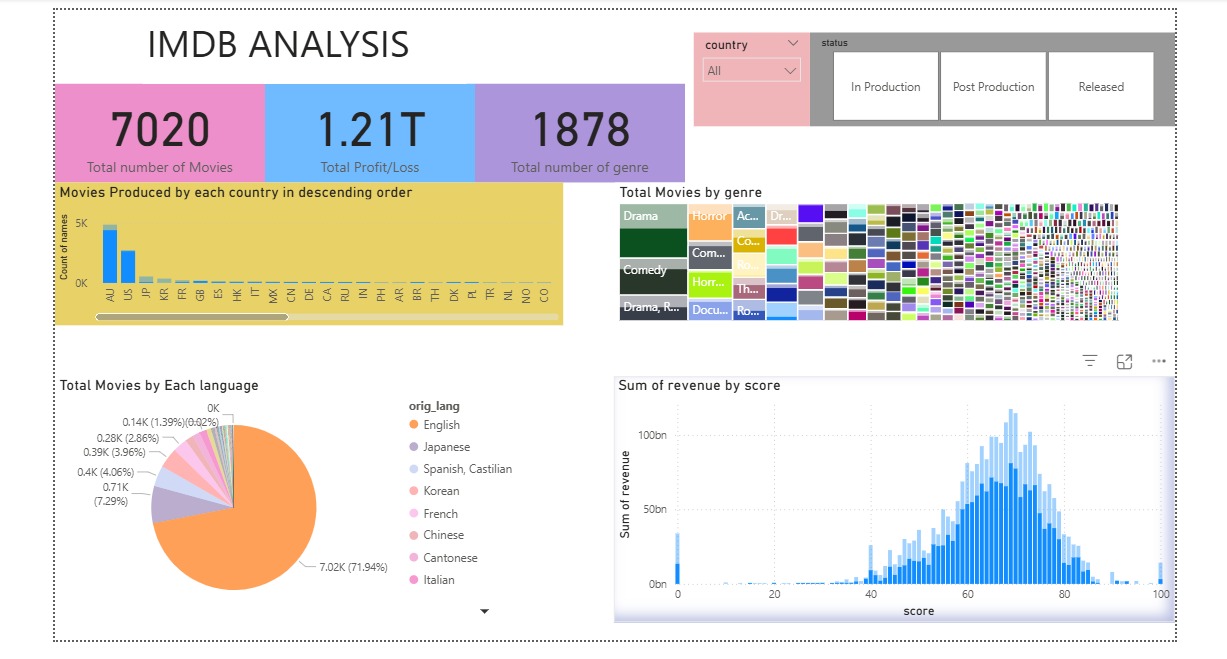 IMDB ANALYSIS
country
All
status
In Production
Post Production
Released
7020
Total number of Movies
1.21T
Total Profit/Loss
1878
Total number of genre
Movies Produced by each country in descending order
Count of names
5K
0K
AU US JP KR FR GB ES HK IT MX CN DE CA RU IN PH AR BR TH DK PL TR NL NO CO
Total Movies by genre
Drama
Comedy
Drama, R...
Horror
Com...
Horr...
Docu...
Ac...
Co...
Ro...
Th...
Ro...
Dr...
Total Movies by Each language
0K
0.14K (1.39%)
(0.02%)
0.28K (2.86%)
0.39K (3.96%)
0.4K (4.06%)
0.71K
(7.29%)
7.02K (71.94%)
orig_lang
English
Japanese
Spanish, Castilian
Korean
French
Chinese
Cantonese
Italian
Sum of revenue by score
Sum of revenue
100bn
50bn
0bn
0 20 40 60 80 100
score